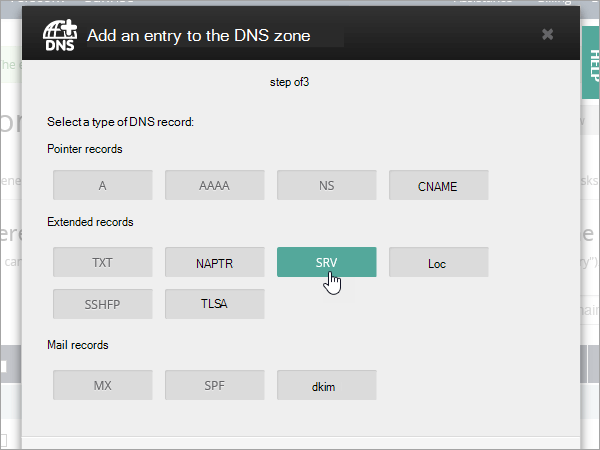 DNS
Add an entry to the DNS zone
HELP
step of3
Select a type of DNS record:
Pointer records
A AAAA NS CNAME
Extended records
TXT NAPTR SRV Loc
SSHFP TLSA
Mail records
MX SPF dkim